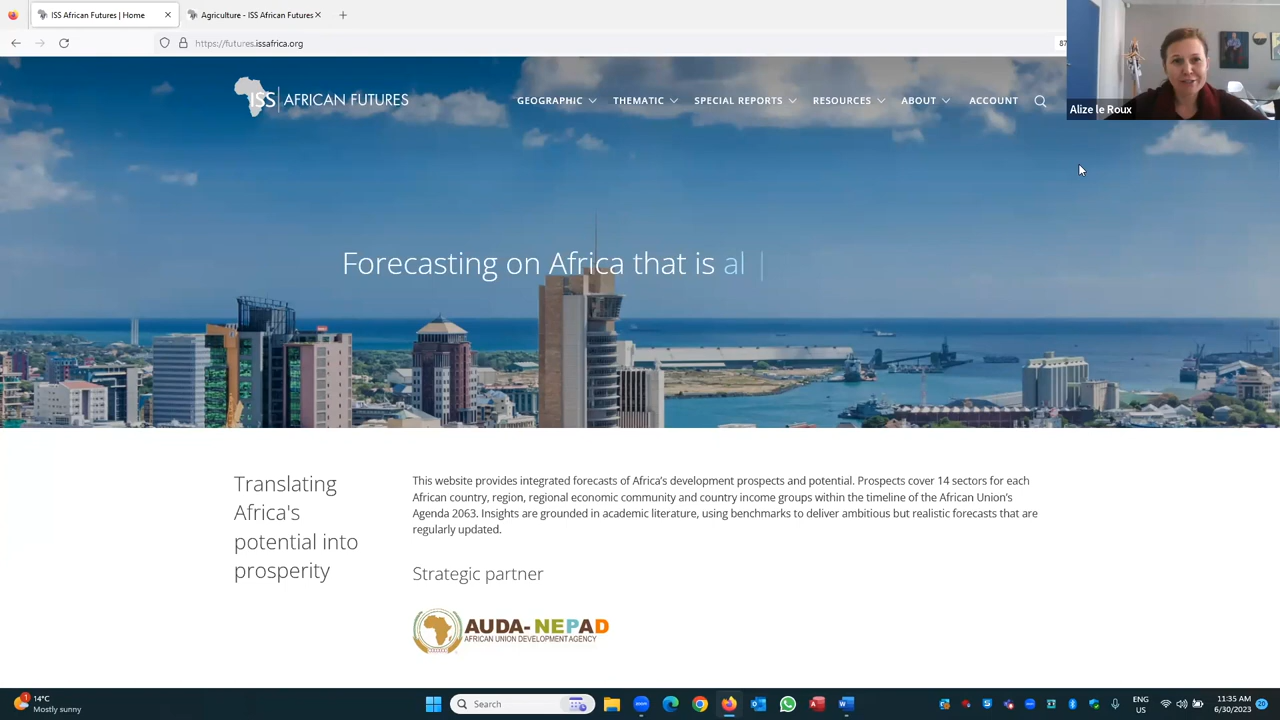 ISS African Futures | Home
Agriculture - ISS African Futures
https://futures.issafrica.org
87
Alize le Roux
ISS | AFRICAN FUTURES
GEOGRAPHIC
THEMATIC
SPECIAL REPORTS
RESOURCES
ABOUT
ACCOUNT
Forecasting on Africa that is al |
Translating
Africa's
potential into
prosperity
This website provides integrated forecasts of Africa's development prospects and potential. Prospects cover 14 sectors for each
African country, region, regional economic community and country income groups within the timeline of the African Union's
Agenda 2063. Insights are grounded in academic literature, using benchmarks to deliver ambitious but realistic forecasts that are
regularly updated.
Strategic partner
AUDA-NEPAD
AFRICAN UNION DEVELOPMENT AGENCY
1
14°C
Mostly sunny
Search
zoom
ENG
US
11:35 AM
6/30/2023
20